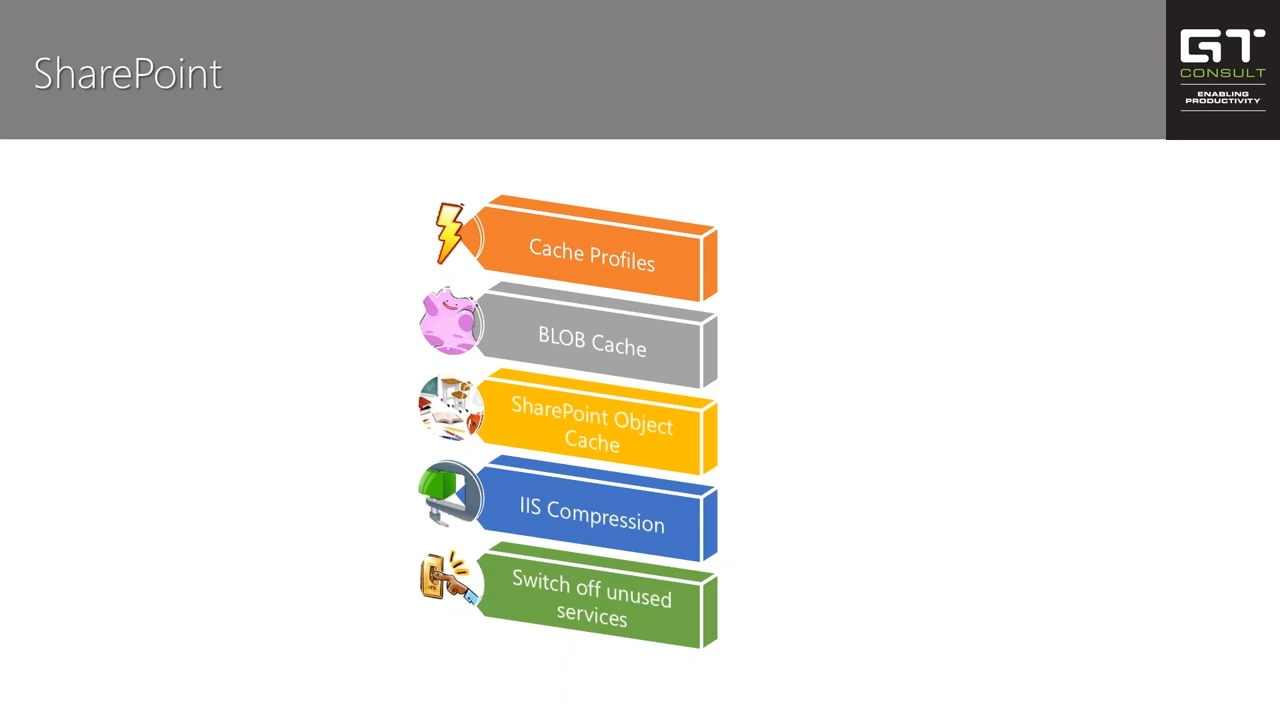 SharePoint
GT
CONSULT
ENABLING
PRODUCTIVITY
Cache Profiles
BLOB Cache
SharePoint Object
Cache
IIS Compression
Switch off unused
services